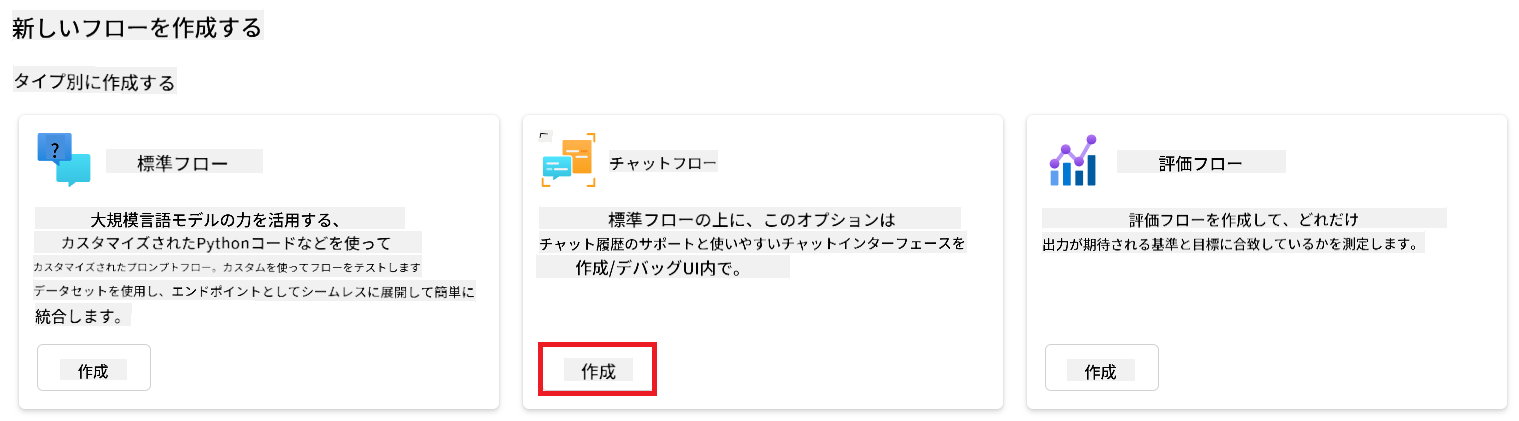 新しいフローを作成する
タイプ別に作成する
?
標準フロー
大規模言語モデルの力を活用する、
カスタマイズされたPythonコードなどを使って
カスタマイズされたプロンプトフロー。カスタムを使ってフローをテストします
データセットを使用し、エンドポイントとしてシームレスに展開して簡単に
統合します。
作成
チャットフロー
標準フローの上に、このオプションは
チャット履歴のサポートと使いやすいチャットインターフェースを
作成/デバッグUI内で。
作成
評価フロー
評価フローを作成して、どれだけ
出力が期待される基準と目標に合致しているかを測定します。
作成